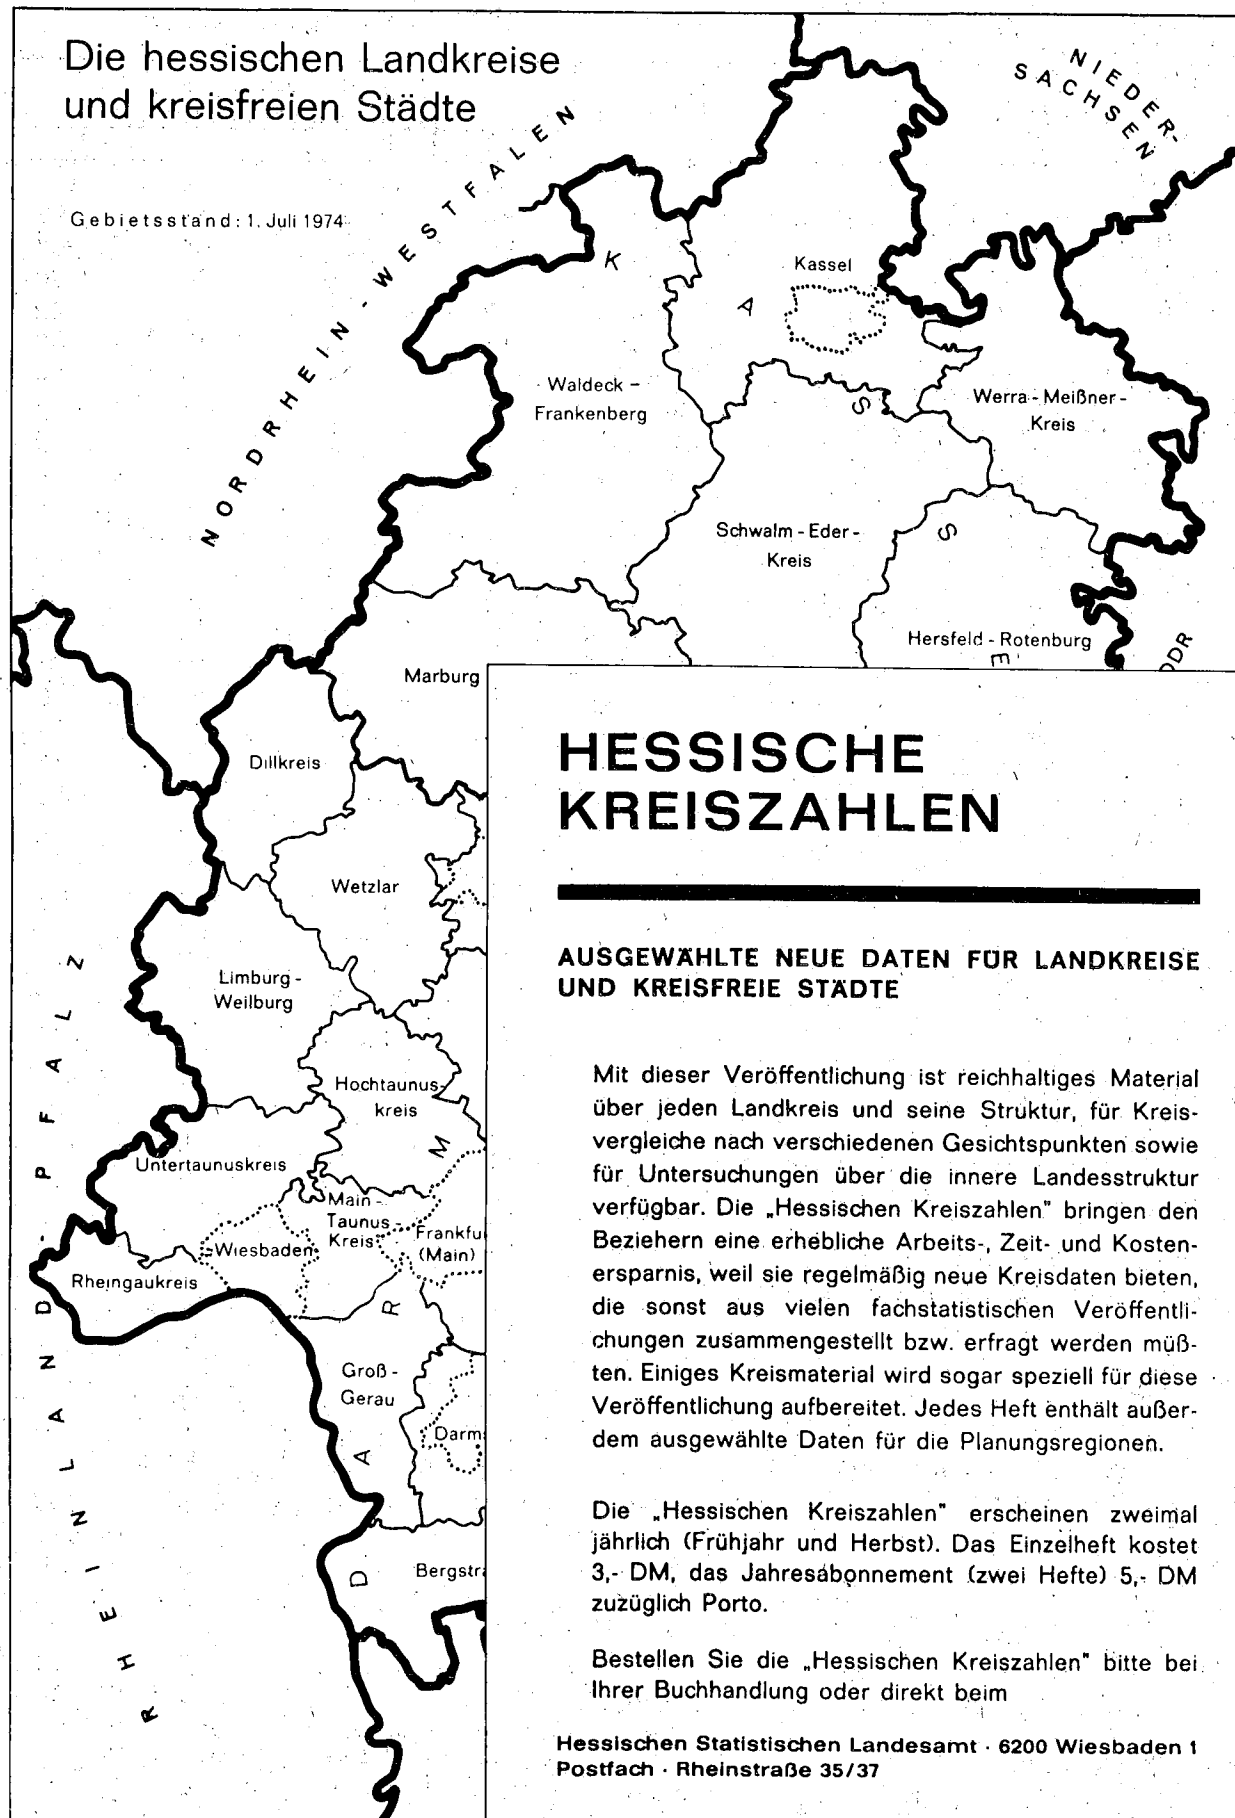 Die hessischen Landkreise
und kreisfreien Städte
Gebietsstand: 1. Juli 1974
NORDRHEIN-WESTFALEN
NIEDER-
SACHSEN
K
A
S
S
E
Kassel
Waldeck -
Frankenberg
Werra - Meißner -
Kreis
Schwalm - Eder -
Kreis
Hersfeld - Rotenburg
DDR
Marburg
Dillkreis
Wetzlar
Limburg -
Weilburg
Hochtaunus-
kreis
Untertaunuskreis
Main -
Taunus -
Kreis
Wiesbaden
Frankfu
(Main)
Rheingaukreis
Groß -
Gerau
Darm
Bergstr
D
A
R
M
RHEINLAND-PFALZ
HESSISCHE
KREISZAHLEN
AUSGEWÄHLTE NEUE DATEN FÜR LANDKREISE
UND KREISFREIE STÄDTE
Mit dieser Veröffentlichung ist reichhaltiges Material
über jeden Landkreis und seine Struktur, für Kreis-
vergleiche nach verschiedenen Gesichtspunkten sowie
für Untersuchungen über die innere Landesstruktur
verfügbar. Die „Hessischen Kreiszahlen" bringen den
Beziehern eine erhebliche Arbeits-, Zeit- und Kosten-
ersparnis, weil sie regelmäßig neue Kreisdaten bieten,
die sonst aus vielen fachstatistischen Veröffentli-
chungen zusammengestellt bzw. erfragt werden müß-
ten. Einiges Kreismaterial wird sogar speziell für diese
Veröffentlichung aufbereitet. Jedes Heft enthält außer-
dem ausgewählte Daten für die Planungsregionen.
Die „Hessischen Kreiszahlen" erscheinen zweimal
jährlich (Frühjahr und Herbst). Das Einzelheft kostet
3,- DM, das Jahresabonnement (zwei Hefte) 5,- DM
zuzüglich Porto.
Bestellen Sie die „Hessischen Kreiszahlen" bitte bei
Ihrer Buchhandlung oder direkt beim
Hessischen Statistischen Landesamt · 6200 Wiesbaden 1
Postfach · Rheinstraße 35/37